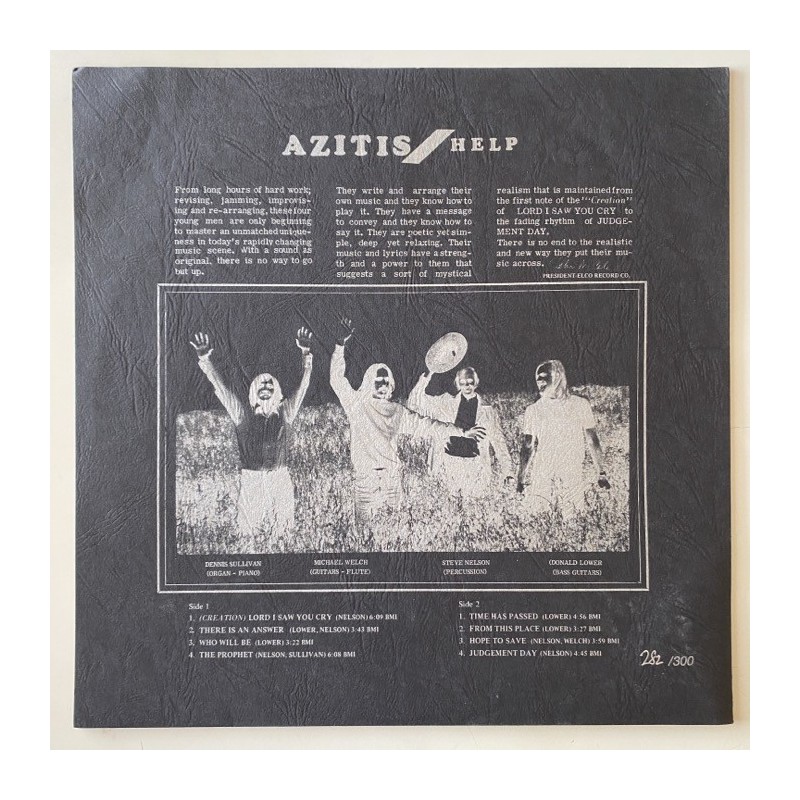 AZITIS/HELP
From long hours of hard work;
revising, jamming, improvis-
ing and re-arranging, these four
young men are only beginning
to master an unmatched unique-
ness in today's rapidly changing
music scene. With a sound as
original, there is no way to go
but up.
They write and arrange their
own music and they know how to
play it. They have a message
to convey and they know how to
say it. They are poetic yet sim-
ple, deep yet relaxing. Their
music and lyrics have a streng-
th and a power to them that
suggests a sort of mystical
realism that is maintained from
the first note of the "Creation"
of LORD I SAW YOU CRY to
the fading rhythm of JUDGE-
MENT DAY.
There is no end to the realistic
and new way they put their mu-
sic across.
PRESIDENT-ELCO RECORD CO.
DENNIS SULLIVAN
(ORGAN - PIANO)
MICHAEL WELCH
(GUITARS - FLUTE)
STEVE NELSON
(PERCUSSION)
DONALD LOWER
(BASS GUITARS)
Side 1
1. (CREATION) LORD I SAW YOU CRY (NELSON) 6:09 BMI
2. THERE IS AN ANSWER (LOWER, NELSON) 3:43 BMI
3. WHO WILL BE (LOWER) 3:22 BMI
4. THE PROPHET (NELSON, SULLIVAN) 6:08 BMI
Side 2
1. TIME HAS PASSED (LOWER) 4:56 BMI
2. FROM THIS PLACE (LOWER) 3:27 BMI
3. HOPE TO SAVE (NELSON, WELCH) 3:59 BMI
4. JUDGEMENT DAY (NELSON) 4:45 BMI
282 /300